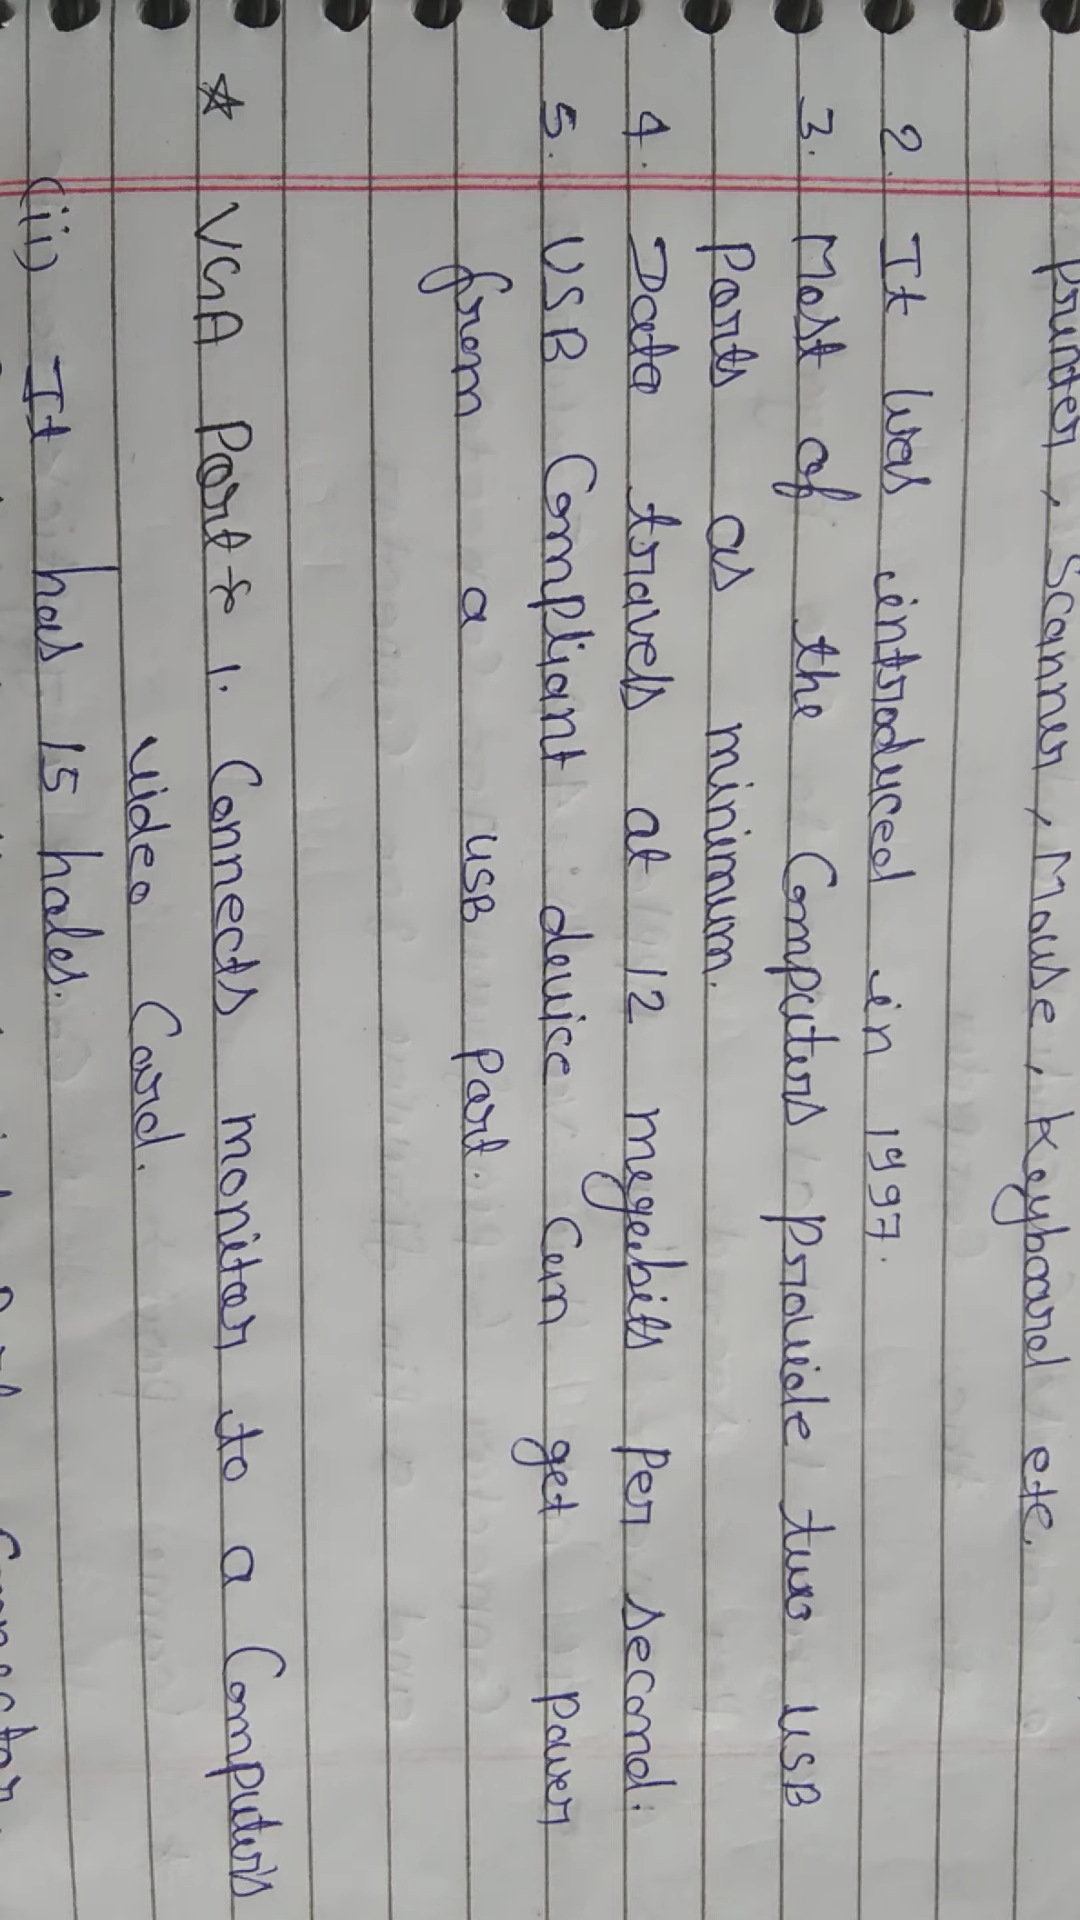 Printer, Scanner, Mouse, Keyboard etc.
2. It was introduced in 1997.
3. Most of the Computers Provide two USB
Ports as minimum.
4. Data travels at 12 megabits Per second.
5. USB Compliant device Can get Power
from a USB Port.
☆ VGA Port :- 1. Connects monitor to a Computer's
video Card.
(ii) It has 15 holes.